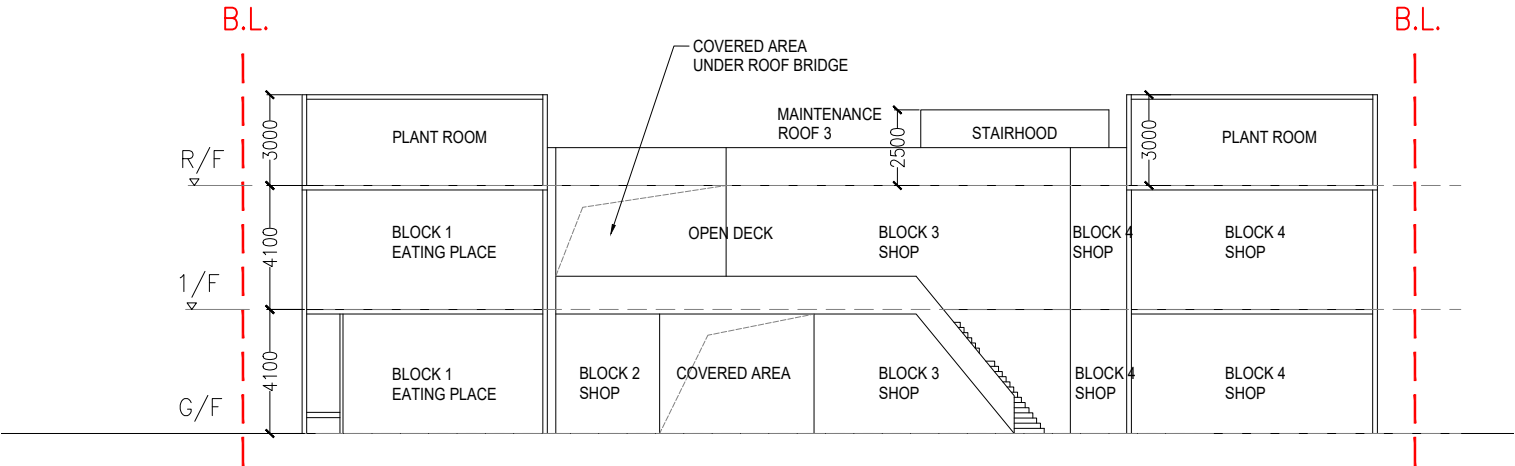 B.L.
B.L.
COVERED AREA
UNDER ROOF BRIDGE
MAINTENANCE
ROOF 3
STAIRHOOD
PLANT ROOM
PLANT ROOM
3000
2500
3000
R/F
BLOCK 1
EATING PLACE
OPEN DECK
BLOCK 3
SHOP
BLOCK 4
SHOP
BLOCK 4
SHOP
4100
1/F
BLOCK 1
EATING PLACE
BLOCK 2
SHOP
COVERED AREA
BLOCK 3
SHOP
BLOCK 4
SHOP
BLOCK 4
SHOP
4100
G/F